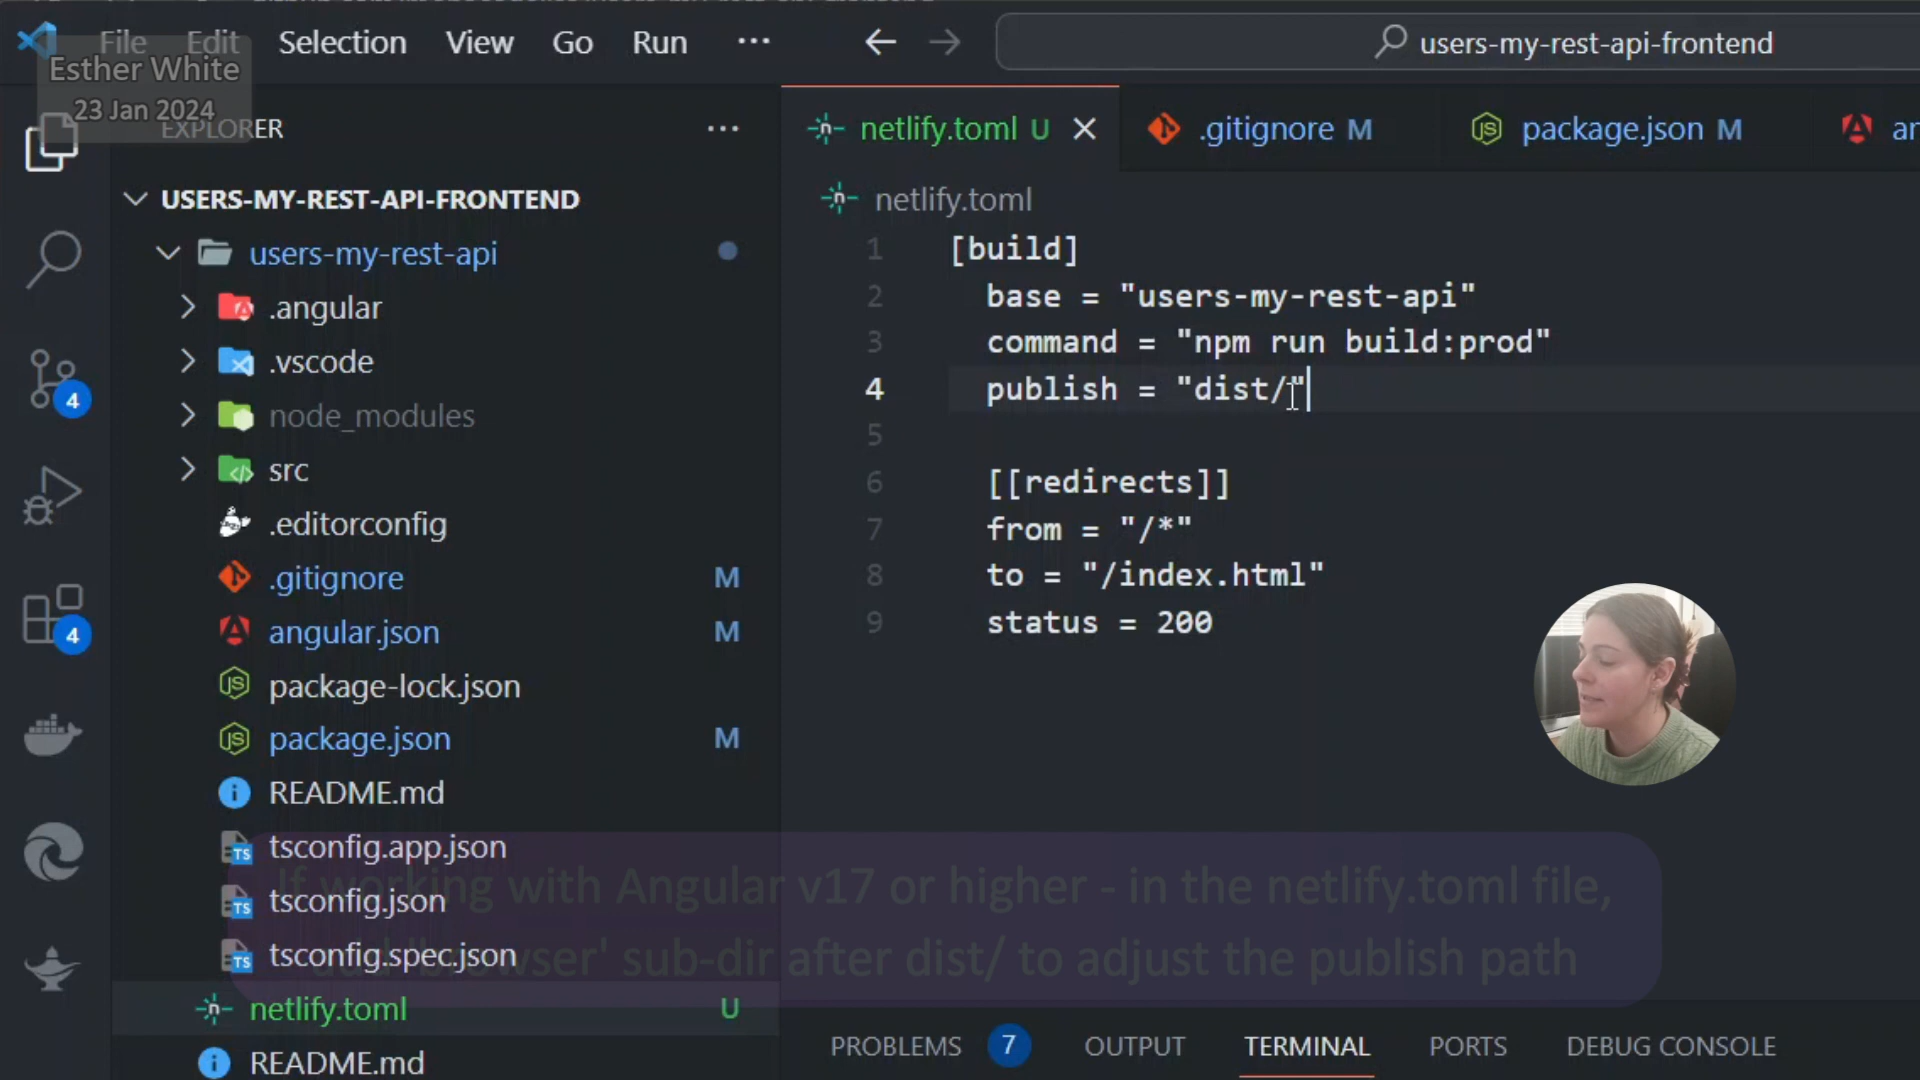 File Edit Selection View Go Run ···
users-my-rest-api-frontend
Esther White
23 Jan 2024
EXPLORER
USERS-MY-REST-API-FRONTEND
users-my-rest-api
.angular
.vscode
node_modules
src
.editorconfig
.gitignore M
angular.json M
package-lock.json
package.json M
README.md
tsconfig.app.json
tsconfig.json
tsconfig.spec.json
netlify.toml U
README.md
4
4
netlify.toml U
.gitignore M
package.json M
netlify.toml
1 [build]
2 base = "users-my-rest-api"
3 command = "npm run build:prod"
4 publish = "dist/"
5
6 [[redirects]]
7 from = "/*"
8 to = "/index.html"
9 status = 200
If working with Angular v17 or higher - in the netlify.toml file,
add 'browser' sub-dir after dist/ to adjust the publish path
PROBLEMS 7 OUTPUT TERMINAL PORTS DEBUG CONSOLE